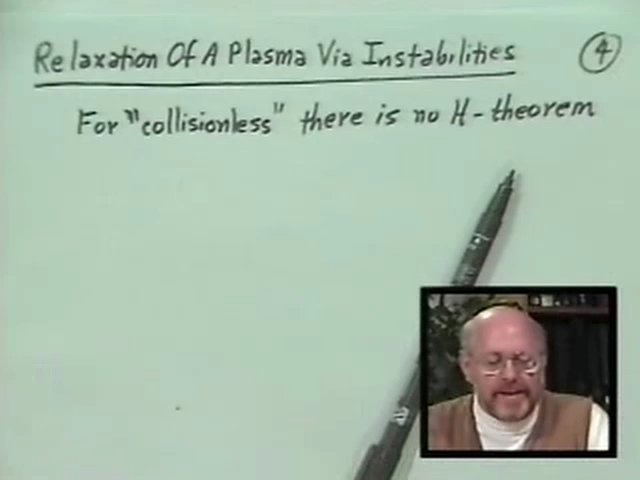 Relaxation Of A Plasma Via Instabilities
4
For "collisionless" there is no H-theorem